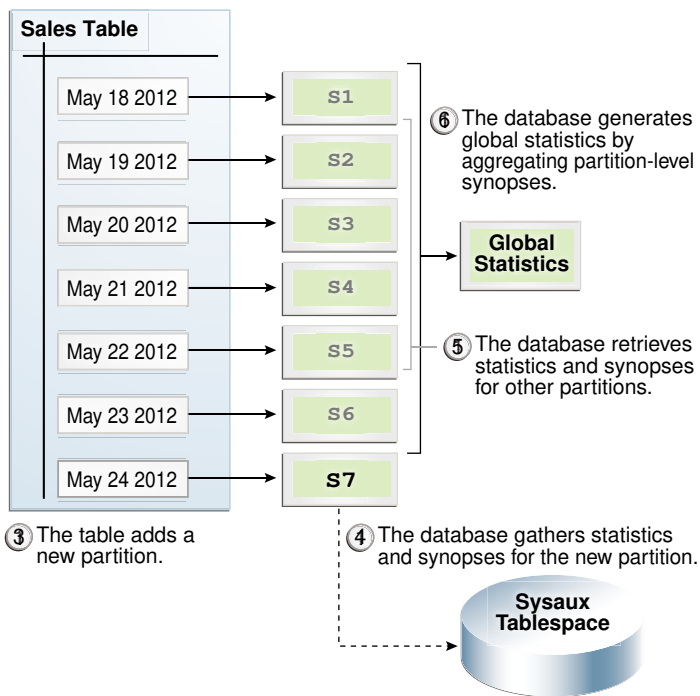 Sales Table
May 18 2012
S1
May 19 2012
S2
May 20 2012
S3
May 21 2012
S4
May 22 2012
S5
May 23 2012
S6
May 24 2012
S7
6 The database generates
global statistics by
aggregating partition-level
synopses.
Global
Statistics
5 The database retrieves
statistics and synopses
for other partitions.
3 The table adds a
new partition.
4 The database gathers statistics
and synopses for the new partition.
Sysaux
Tablespace